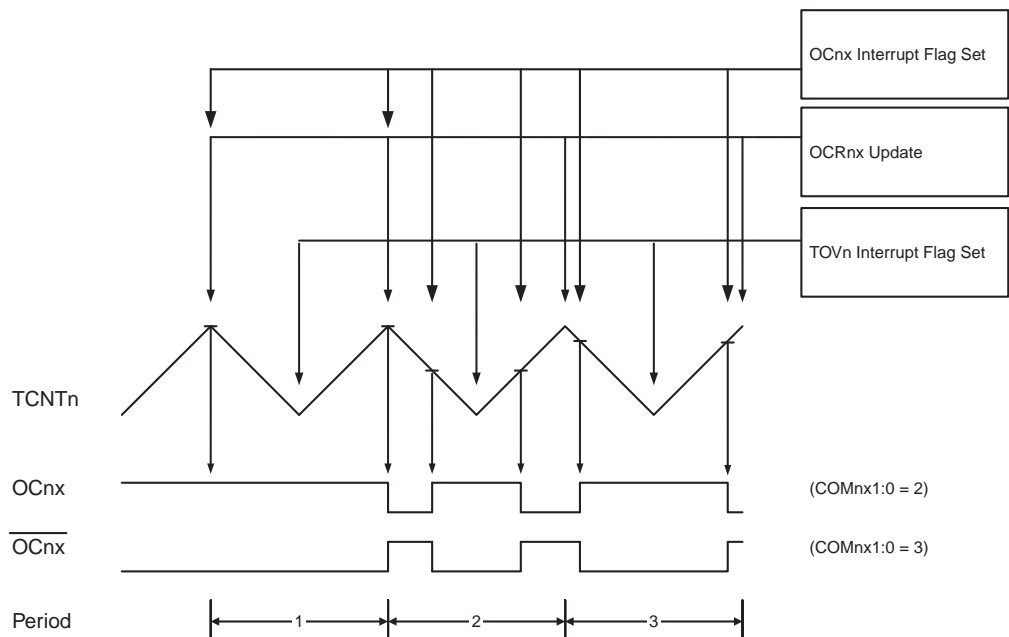 OCnx Interrupt Flag Set
OCRnx Update
TOVn Interrupt Flag Set
TCNTn
OCnx
(COMnx1:0 = 2)
OCnx
(COMnx1:0 = 3)
Period
1
2
3